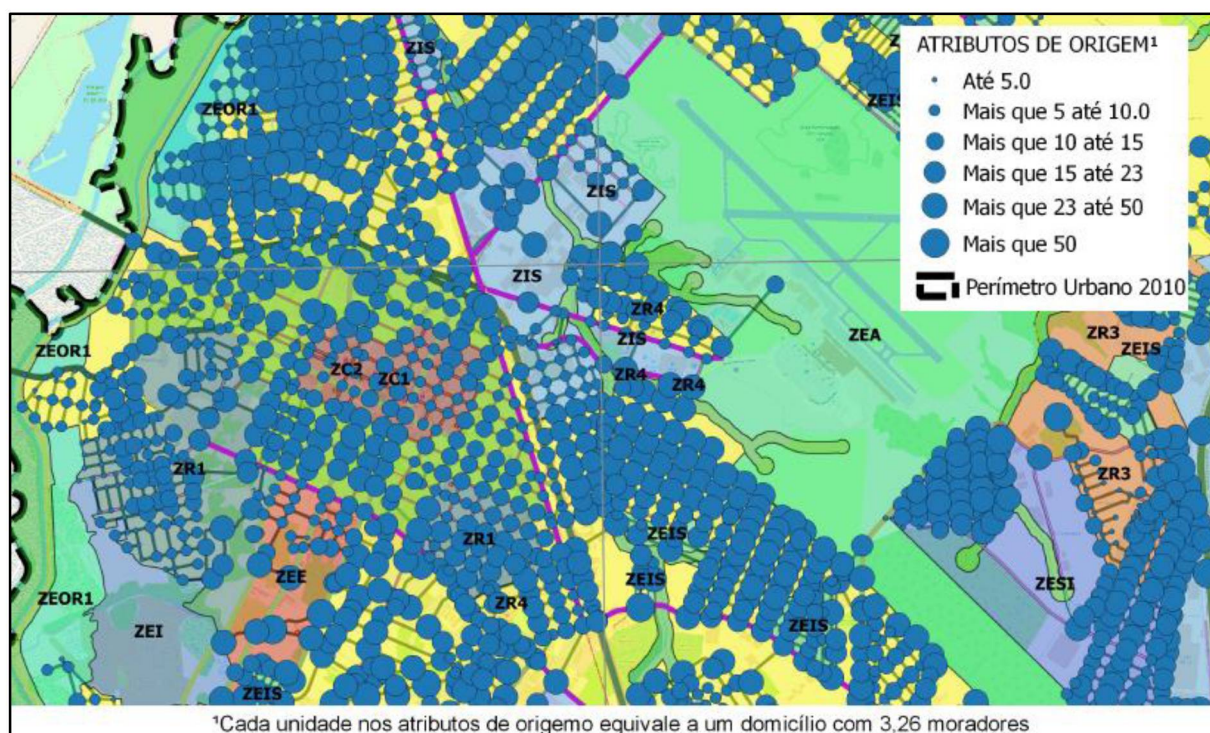 ATRIBUTOS DE ORIGEM¹
Até 5.0
Mais que 5 até 10.0
Mais que 10 até 15
Mais que 15 até 23
Mais que 23 até 50
Mais que 50
Perímetro Urbano 2010
ZIS
ZEOR1
ZEIS
ZIS
ZIS
ZR4
ZEA
ZIS
ZR3
ZEIS
ZEOR1
ZC2
ZC1
ZR4
ZR4
ZR1
ZR3
ZEIS
ZR1
ZEE
ZEIS
ZESI
ZEOR1
ZR4
ZEI
ZEIS
ZEIS
¹Cada unidade nos atributos de origemo equivale a um domicílio com 3,26 moradores